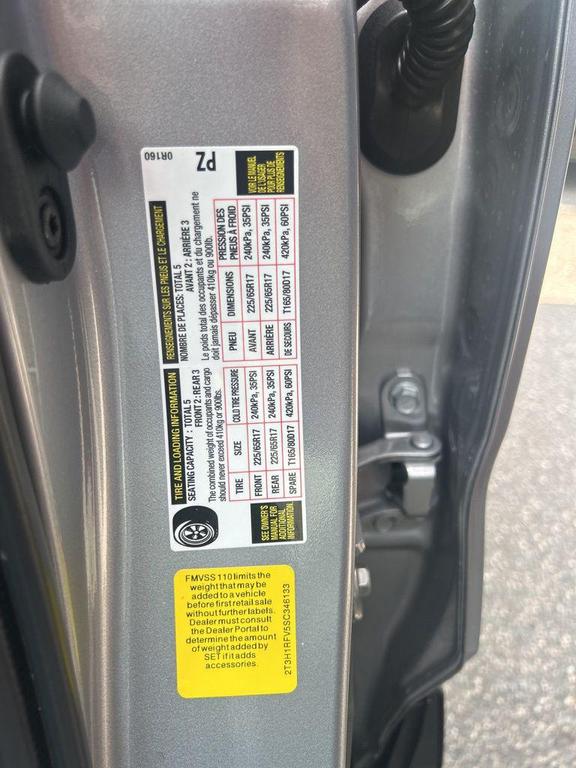 TIRE AND LOADING INFORMATION
SEATING CAPACITY : TOTAL 5
FRONT 2 : REAR 3
The combined weight of occupants and cargo
should never exceed 410kg or 900lbs.
TIRE SIZE COLD TIRE PRESSURE
FRONT 225/65R17 240kPa, 35PSI
REAR 225/65R17 240kPa, 35PSI
SPARE T165/80D17 420kPa, 60PSI
SEE OWNER'S
MANUAL FOR
ADDITIONAL
INFORMATION.
RENSEIGNEMENTS SUR LES PNEUS ET LE CHARGEMENT
NOMBRE DE PLACES: TOTAL 5
AVANT 2 : ARRIÈRE 3
Le poids total des occupants et du chargement ne
doit jamais dépasser 410kg ou 900lb.
PNEU DIMENSIONS PRESSION DES
PNEUS À FROID
AVANT 225/65R17 240kPa, 35PSI
ARRIÈRE 225/65R17 240kPa, 35PSI
DE SECOURS T165/80D17 420kPa, 60PSI
VOIR LE MANUEL
DE L'USAGER
POUR PLUS DE
RENSEIGNEMENTS
PZ
0R160
FMVSS 110 limits the
weight that may be
added to a vehicle
before first retail sale
without further labels.
Dealer must consult
the Dealer Portal to
determine the amount
of weight added by
SET if it adds
accessories.
2T3H1RFV5SC346133